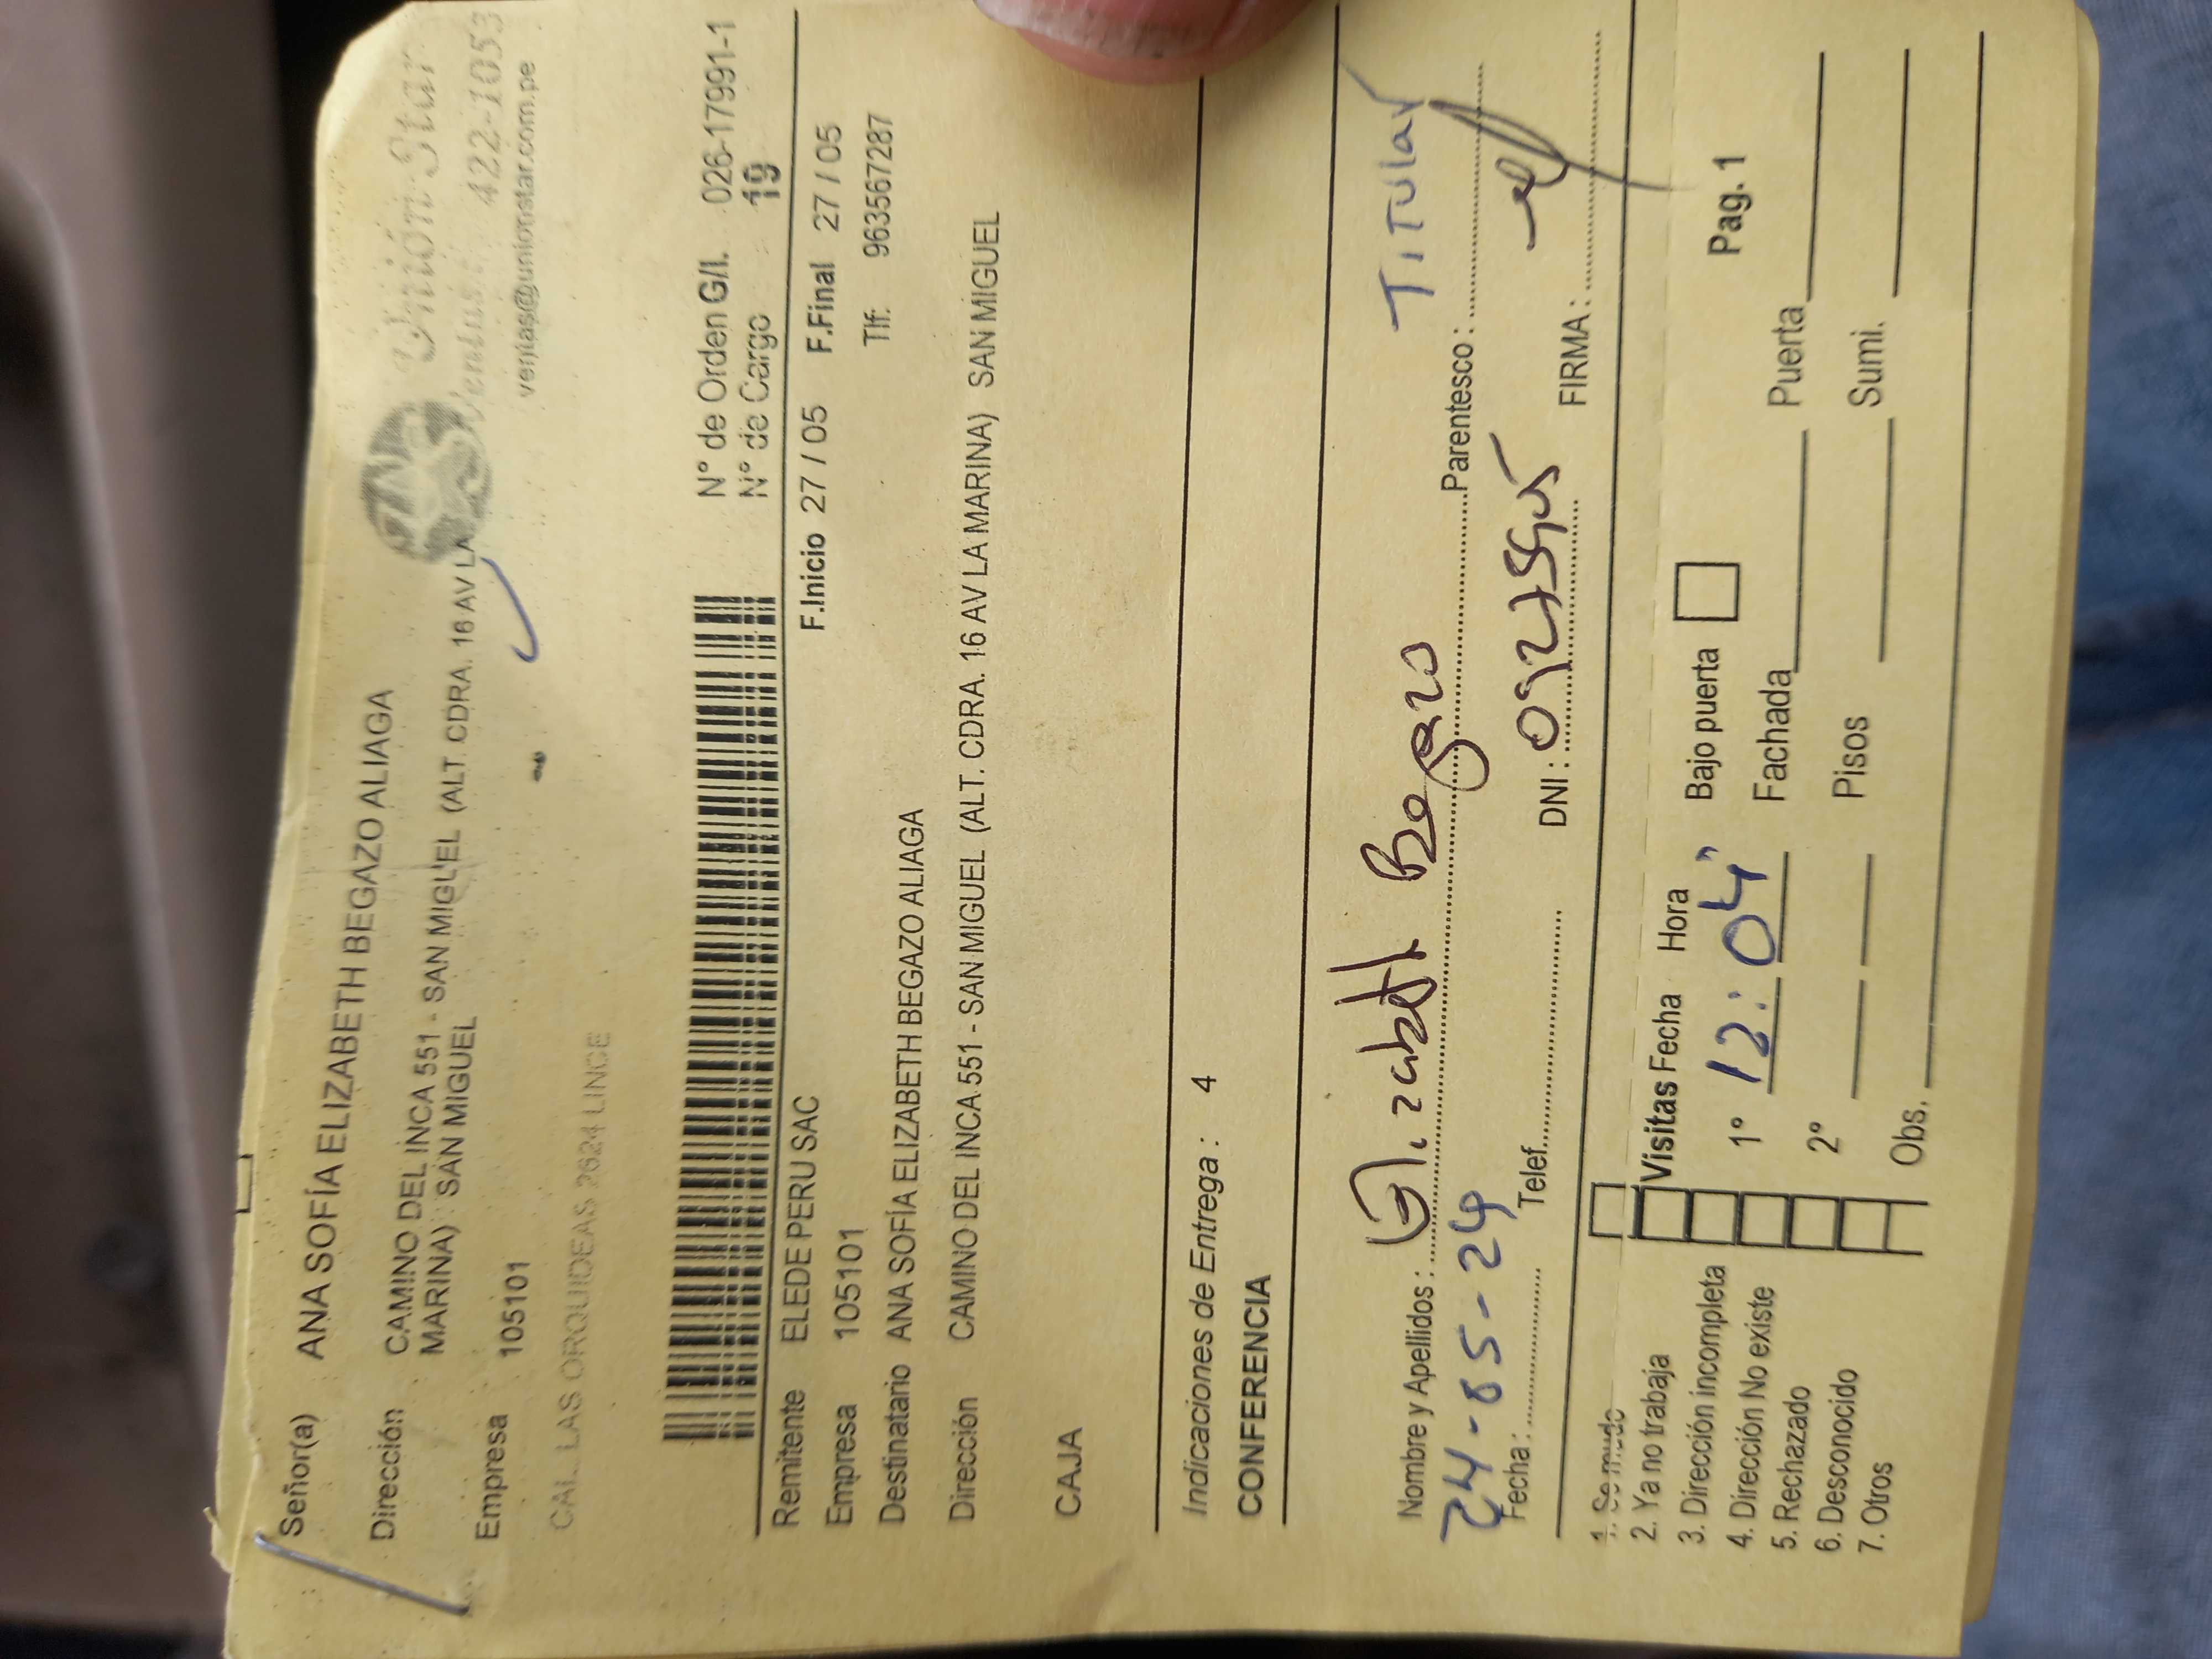 Señor(a) ANA SOFÍA ELIZABETH BEGAZO ALIAGA
Unión Star
Ventas: 422-1053
ventas@unionstar.com.pe
Dirección CAMINO DEL INCA 551 - SAN MIGUEL (ALT. CDRA. 16 AV LA
MARINA) SAN MIGUEL
Empresa 105101
CAL. LAS ORQUIDEAS 2624 LINCE
N° de Orden G/I. 026-17991-1
N° de Cargo 19
Remitente ELEDE PERU SAC F.Inicio 27 / 05 F.Final 27 / 05
Empresa 105101 Tlf: 963567287
Destinatario ANA SOFÍA ELIZABETH BEGAZO ALIAGA
Dirección CAMINO DEL INCA 551 - SAN MIGUEL (ALT. CDRA. 16 AV LA MARINA) SAN MIGUEL
CAJA
Indicaciones de Entrega : 4
CONFERENCIA
Nombre y Apellidos : Elizabeth Begazo Parentesco : TITUlar
Fecha : 24-05-24 Telef. DNI : FIRMA :
1. Se mudo
2. Ya no trabaja
3. Dirección incompleta
4. Dirección No existe
5. Rechazado
6. Desconocido
7. Otros
Visitas Fecha Hora Bajo puerta Pag. 1
1° 12:04" Fachada Puerta
2° Pisos Sumi.
Obs.